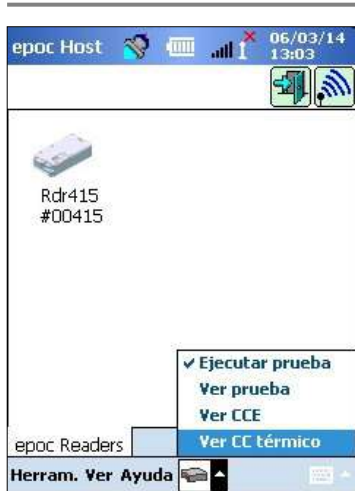 epoc Host 06/03/14
13:03
Rdr415
#00415
✓ Ejecutar prueba
Ver prueba
Ver CCE
Ver CC térmico
epoc Readers
Herram. Ver Ayuda